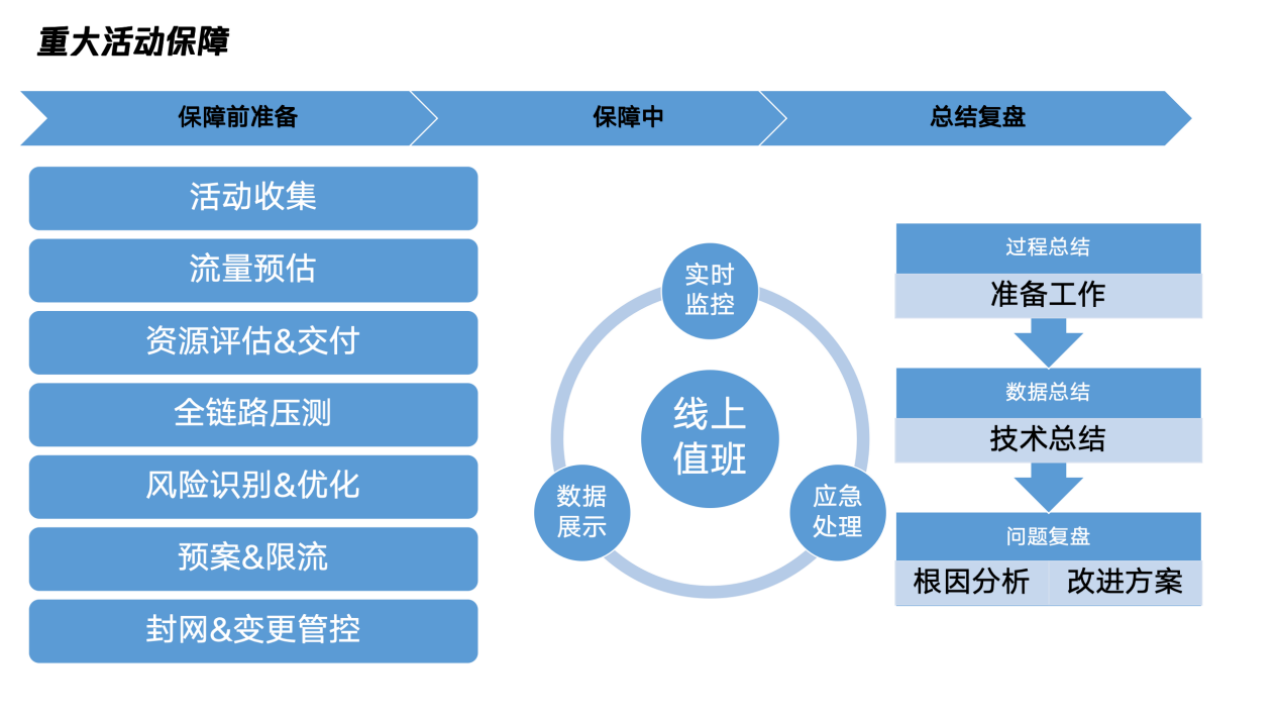 重大活动保障
保障前准备
保障中
总结复盘
活动收集
流量预估
资源评估&交付
全链路压测
风险识别&优化
预案&限流
封网&变更管控
实时
监控
线上
值班
数据
展示
应急
处理
过程总结
准备工作
数据总结
技术总结
问题复盘
根因分析
改进方案